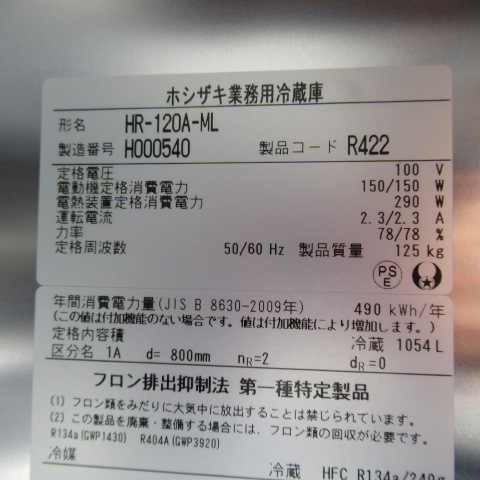 ホシザキ業務用冷蔵庫
形名 HR-120A-ML
製造番号 H000540 製品コード R422
定格電圧 100 V
電動機定格消費電力 150/150 W
電熱装置定格消費電力 290 W
運転電流 2.3/2.3 A
力率 78/78 %
定格周波数 50/60 Hz 製品質量 125 kg
PS
E
年間消費電力量(JIS B 8630-2009年) 490 kWh/年
(この値は付加機能のない場合です。値は付加機能により増加します。)
定格内容積 冷蔵 1054 L
区分名 1A d= 800mm nR=2 dR=0
フロン排出抑制法 第一種特定製品
(1) フロン類をみだりに大気中に放出することは禁じられています。
(2) この製品を廃棄・整備する場合には、フロン類の回収が必要です。
R134a(GWP1430) R404A(GWP3920)
冷媒
冷蔵 HFC R134a/240g